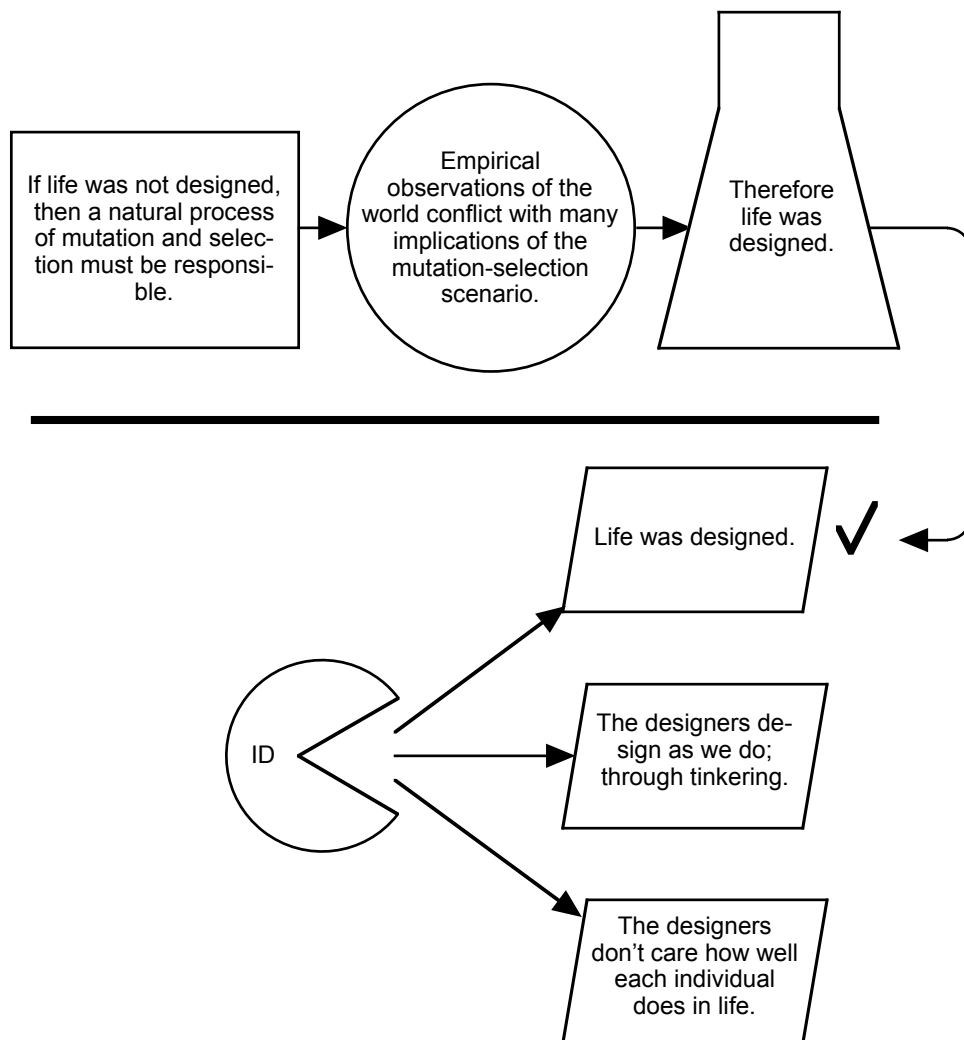 If life was not designed,
then a natural process
of mutation and selec-
tion must be responsi-
ble.
Empirical
observations of the
world conflict with many
implications of the
mutation-selection
scenario.
Therefore
life was
designed.
Life was designed.
ID
The designers de-
sign as we do;
through tinkering.
The designers
don’t care how well
each individual
does in life.